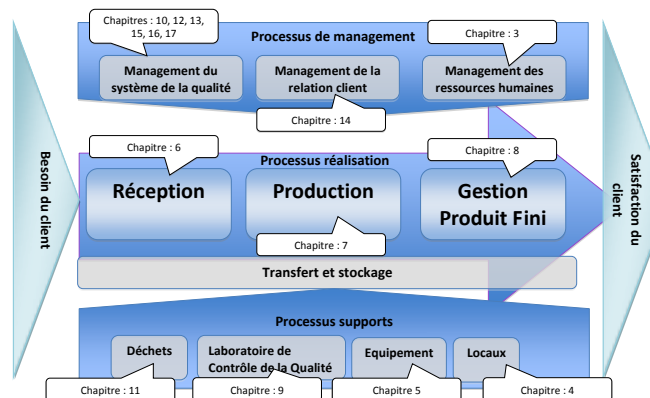 Chapitres : 10, 12, 13,
15, 16, 17
Processus de management
Chapitre : 3
Management du
système de la qualité
Management de la
relation client
Management des
ressources humaines
Chapitre : 14
Besoin du client
Chapitre : 6
Processus réalisation
Chapitre : 8
Réception
Production
Gestion
Produit Fini
Chapitre : 7
Transfert et stockage
Satisfaction du
client
Processus supports
Déchets
Laboratoire de
Contrôle de la Qualité
Equipement
Locaux
Chapitre : 11
Chapitre : 9
Chapitre 5
Chapitre : 4